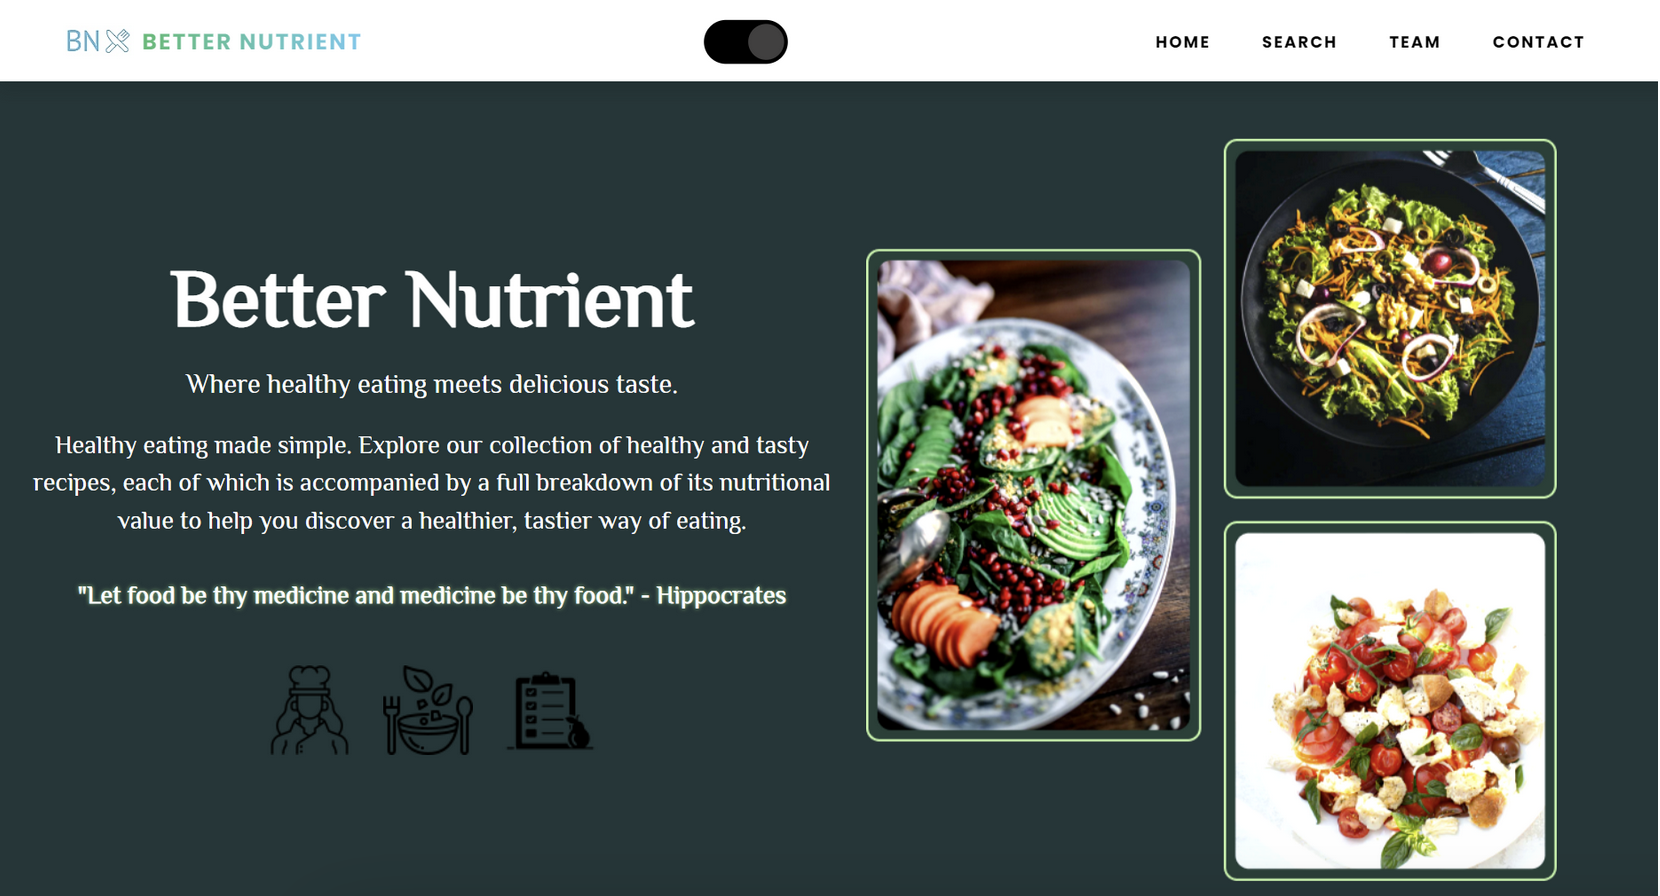 BN BETTER NUTRIENT
HOME SEARCH TEAM CONTACT
Better Nutrient
Where healthy eating meets delicious taste.
Healthy eating made simple. Explore our collection of healthy and tasty
recipes, each of which is accompanied by a full breakdown of its nutritional
value to help you discover a healthier, tastier way of eating.
"Let food be thy medicine and medicine be thy food." - Hippocrates